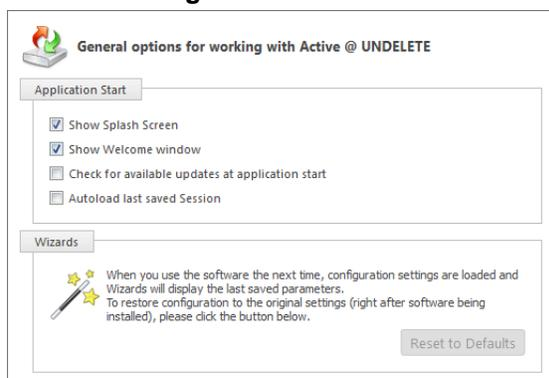 General options for working with Active @ UNDELETE
Application Start
Show Splash Screen
Show Welcome window
Check for available updates at application start
Autoload last saved Session
Wizards
When you use the software the next time, configuration settings are loaded and
Wizards will display the last saved parameters.
To restore configuration to the original settings (right after software being
installed), please click the button below.
Reset to Defaults